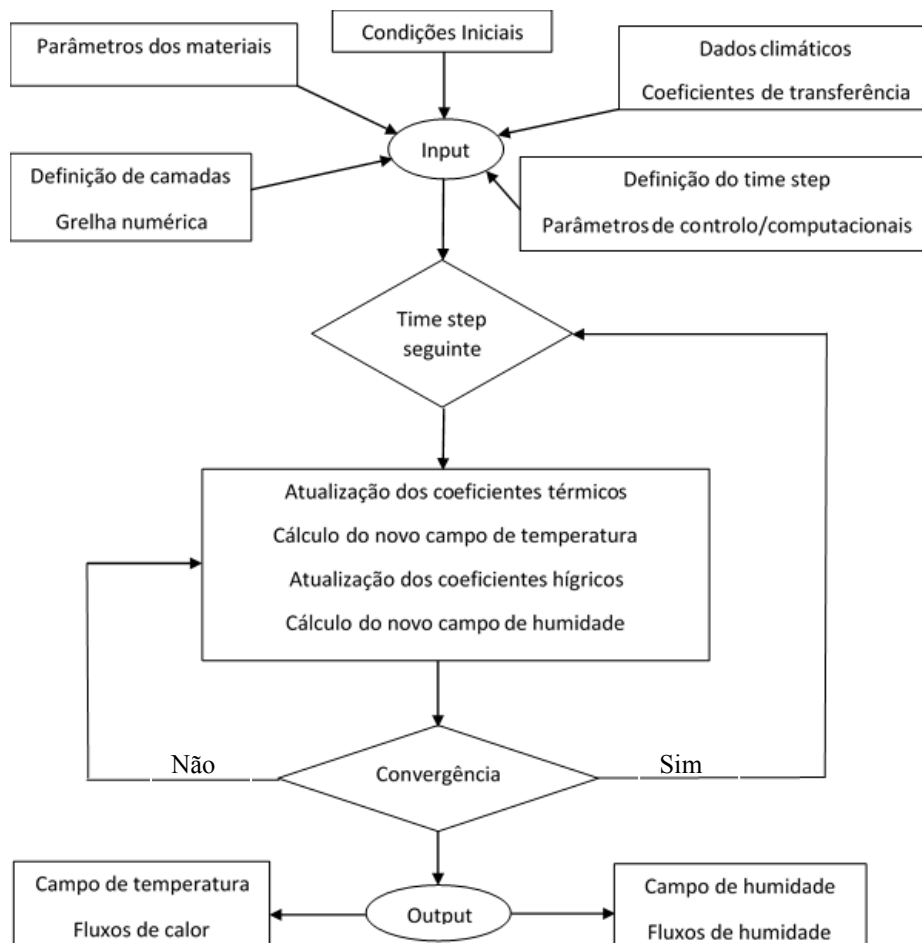 Parâmetros dos materiais
Condições Iniciais
Dados climáticos
Coeficientes de transferência
Input
Definição de camadas
Grelha numérica
Definição do time step
Parâmetros de controlo/computacionais
Time step
seguinte
Atualização dos coeficientes térmicos
Cálculo do novo campo de temperatura
Atualização dos coeficientes hígricos
Cálculo do novo campo de humidade
Não
Convergência
Sim
Campo de temperatura
Fluxos de calor
Output
Campo de humidade
Fluxos de humidade